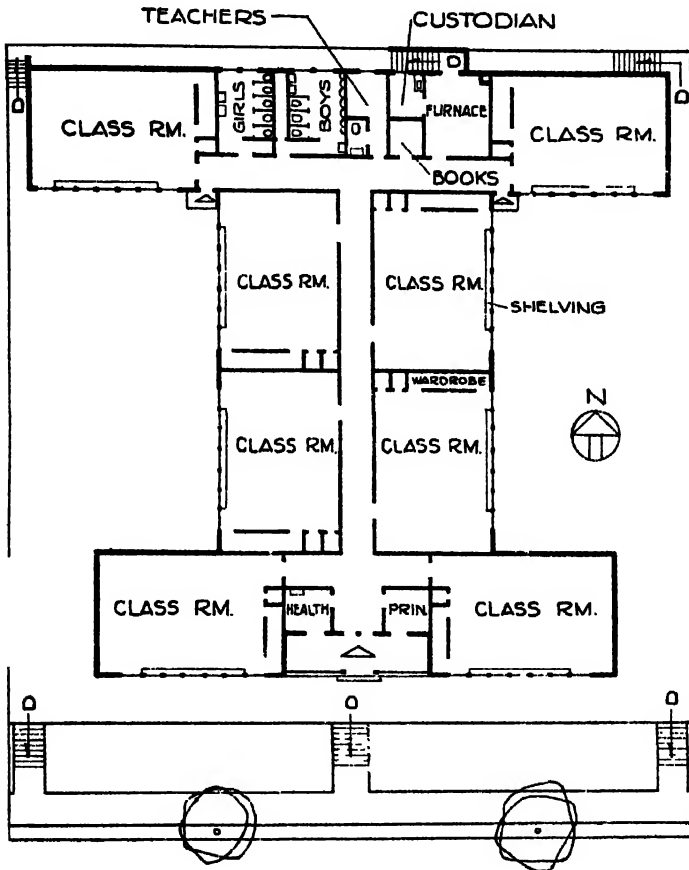 TEACHERS
CUSTODIAN
D
D
D
CLASS RM.
GIRLS
BOYS
FURNACE
CLASS RM.
BOOKS
CLASS RM.
CLASS RM.
SHELVING
WARDROBE
N
CLASS RM.
CLASS RM.
CLASS RM.
HEALTH
PRIN.
CLASS RM.
D
D
D